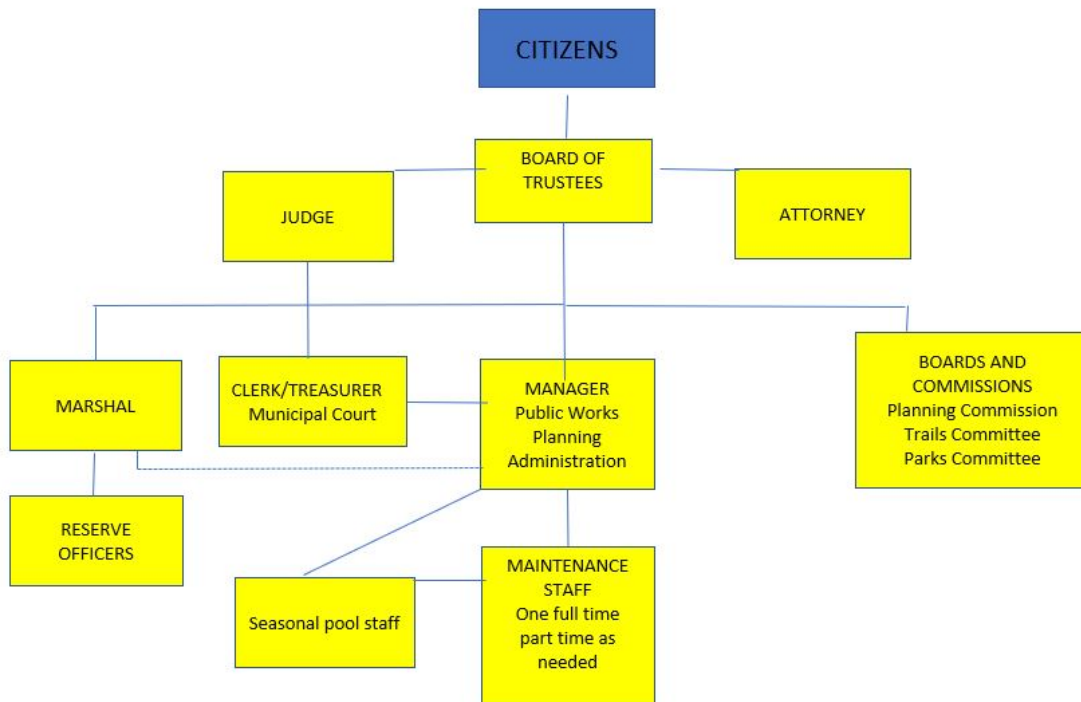 CITIZENS
BOARD OF
TRUSTEES
JUDGE
ATTORNEY
MARSHAL
CLERK/TREASURER
Municipal Court
MANAGER
Public Works
Planning
Administration
BOARDS AND
COMMISSIONS
Planning Commission
Trails Committee
Parks Committee
RESERVE
OFFICERS
Seasonal pool staff
MAINTENANCE
STAFF
One full time
part time as
needed